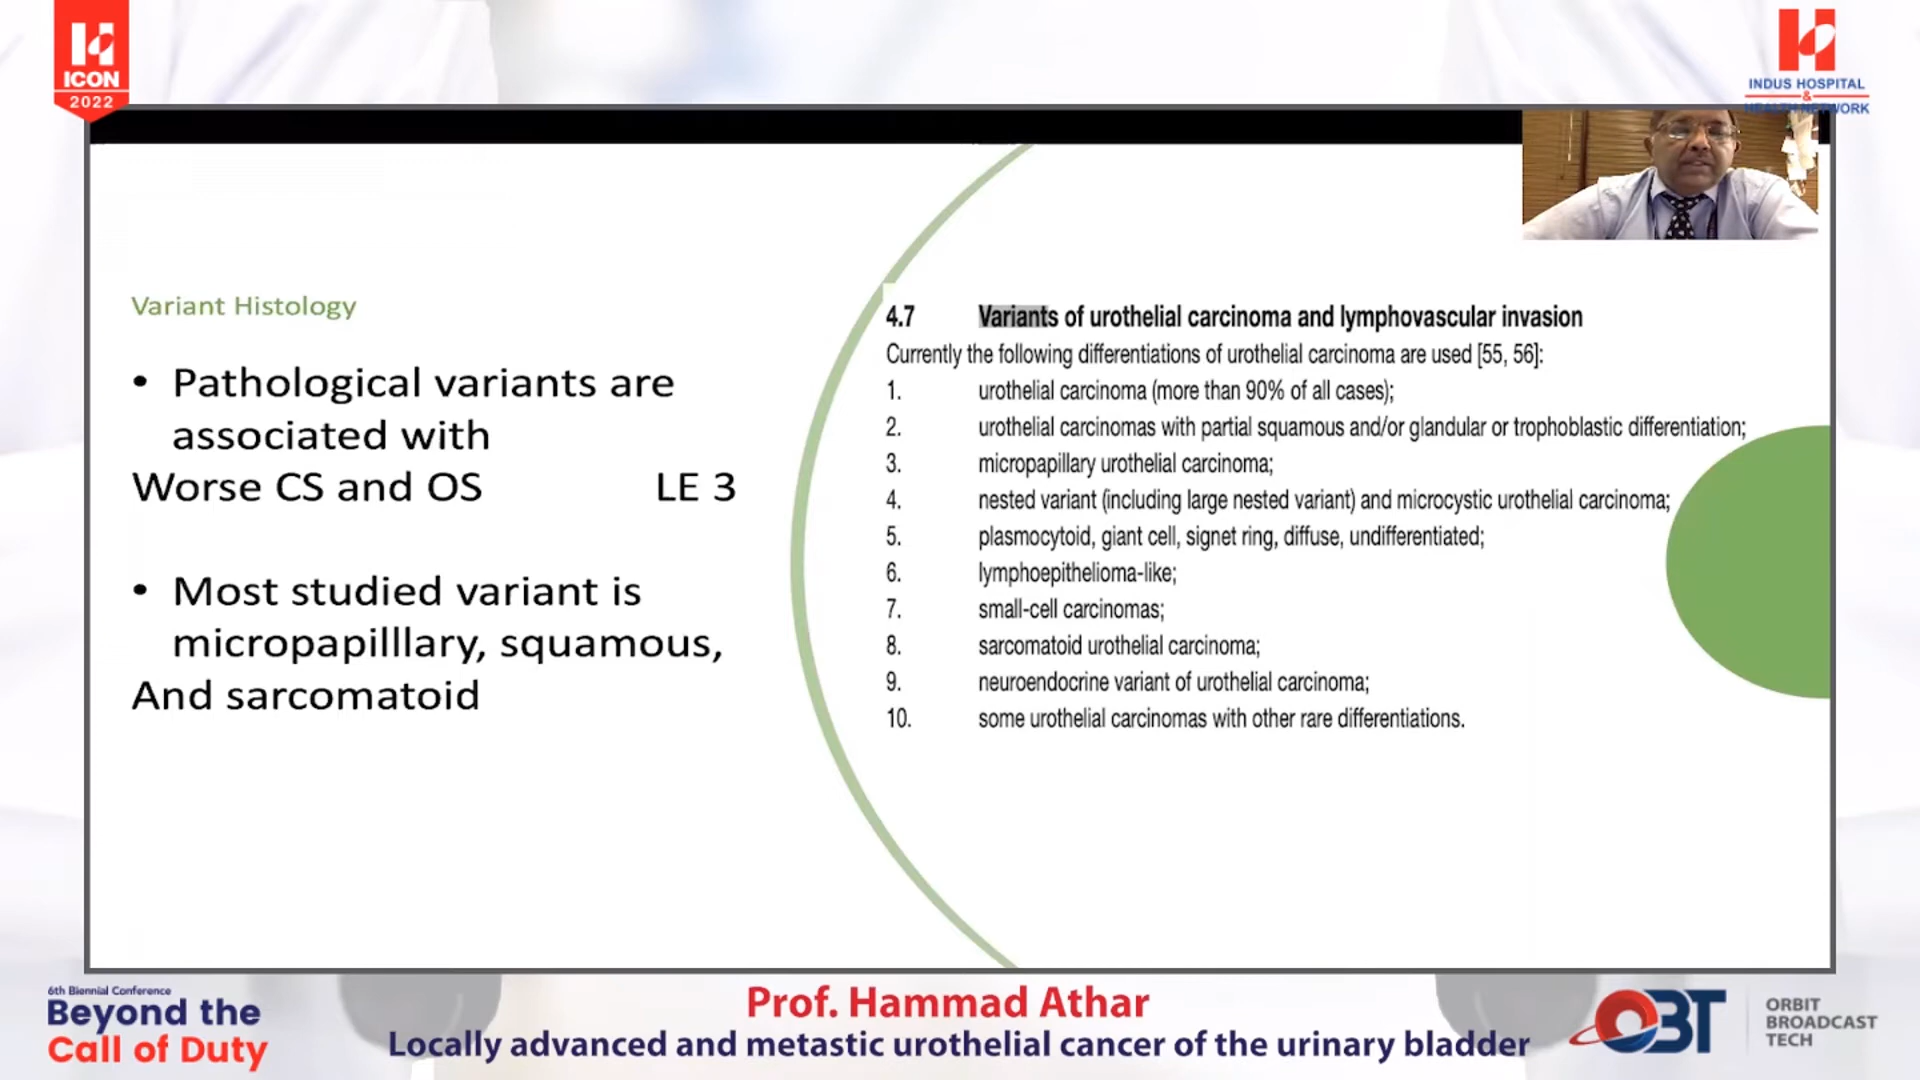 ICON
2022
INDUS HOSPITAL
&
HEALTH NETWORK
Variant Histology
• Pathological variants are
associated with
Worse CS and OS LE 3
• Most studied variant is
micropapilllary, squamous,
And sarcomatoid
4.7 Variants of urothelial carcinoma and lymphovascular invasion
Currently the following differentiations of urothelial carcinoma are used [55, 56]:
1. urothelial carcinoma (more than 90% of all cases);
2. urothelial carcinomas with partial squamous and/or glandular or trophoblastic differentiation;
3. micropapillary urothelial carcinoma;
4. nested variant (including large nested variant) and microcystic urothelial carcinoma;
5. plasmocytoid, giant cell, signet ring, diffuse, undifferentiated;
6. lymphoepithelioma-like;
7. small-cell carcinomas;
8. sarcomatoid urothelial carcinoma;
9. neuroendocrine variant of urothelial carcinoma;
10. some urothelial carcinomas with other rare differentiations.
6th Biennial Conference
Beyond the
Call of Duty
Prof. Hammad Athar
Locally advanced and metastic urothelial cancer of the urinary bladder
OBT
ORBIT
BROADCAST
TECH